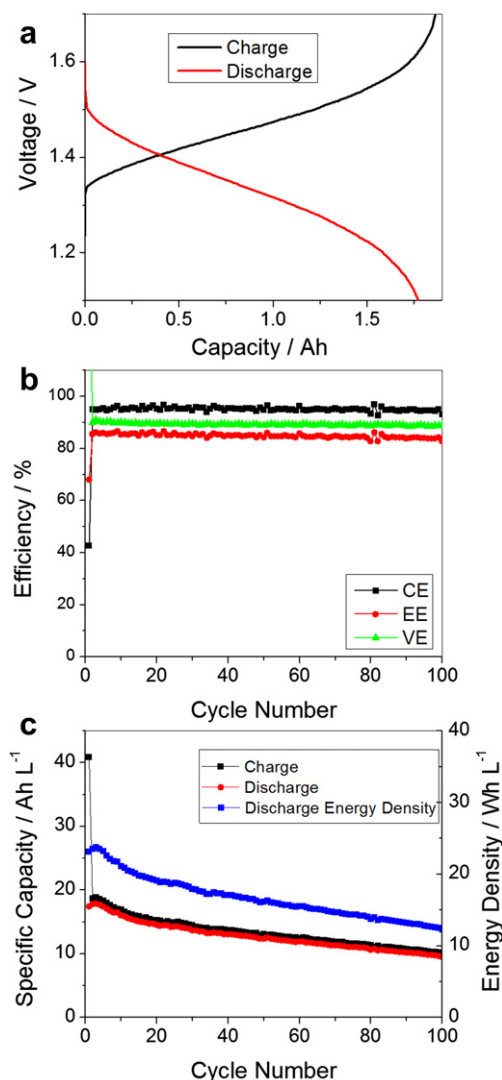 a
Charge
Discharge
Voltage / V
1.6
1.4
1.2
0.0 0.5 1.0 1.5
Capacity / Ah
b
Efficiency / %
100
80
60
40
20
0
CE
EE
VE
0 20 40 60 80 100
Cycle Number
c
Charge
Discharge
Discharge Energy Density
Specific Capacity / Ah L⁻¹
40
30
20
10
0
Energy Density / Wh L⁻¹
40
30
20
10
0
0 20 40 60 80 100
Cycle Number